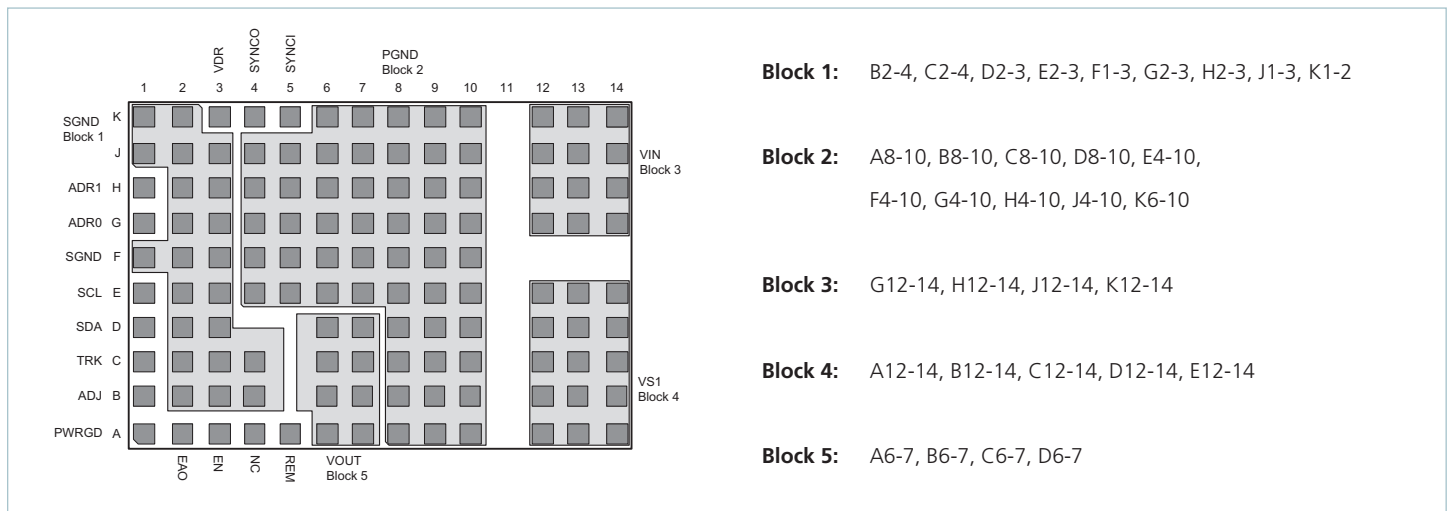 VDR
SYNCO
SYNCI
PGND
Block 2
1 2 3 4 5 6 7 8 9 10 11 12 13 14
SGND
Block 1
K
J
ADR1 H
ADR0 G
SGND F
SCL E
SDA D
TRK C
ADJ B
PWRGD A
VIN
Block 3
VS1
Block 4
EAO
EN
NC
REM
VOUT
Block 5
Block 1: B2-4, C2-4, D2-3, E2-3, F1-3, G2-3, H2-3, J1-3, K1-2
Block 2: A8-10, B8-10, C8-10, D8-10, E4-10,
F4-10, G4-10, H4-10, J4-10, K6-10
Block 3: G12-14, H12-14, J12-14, K12-14
Block 4: A12-14, B12-14, C12-14, D12-14, E12-14
Block 5: A6-7, B6-7, C6-7, D6-7